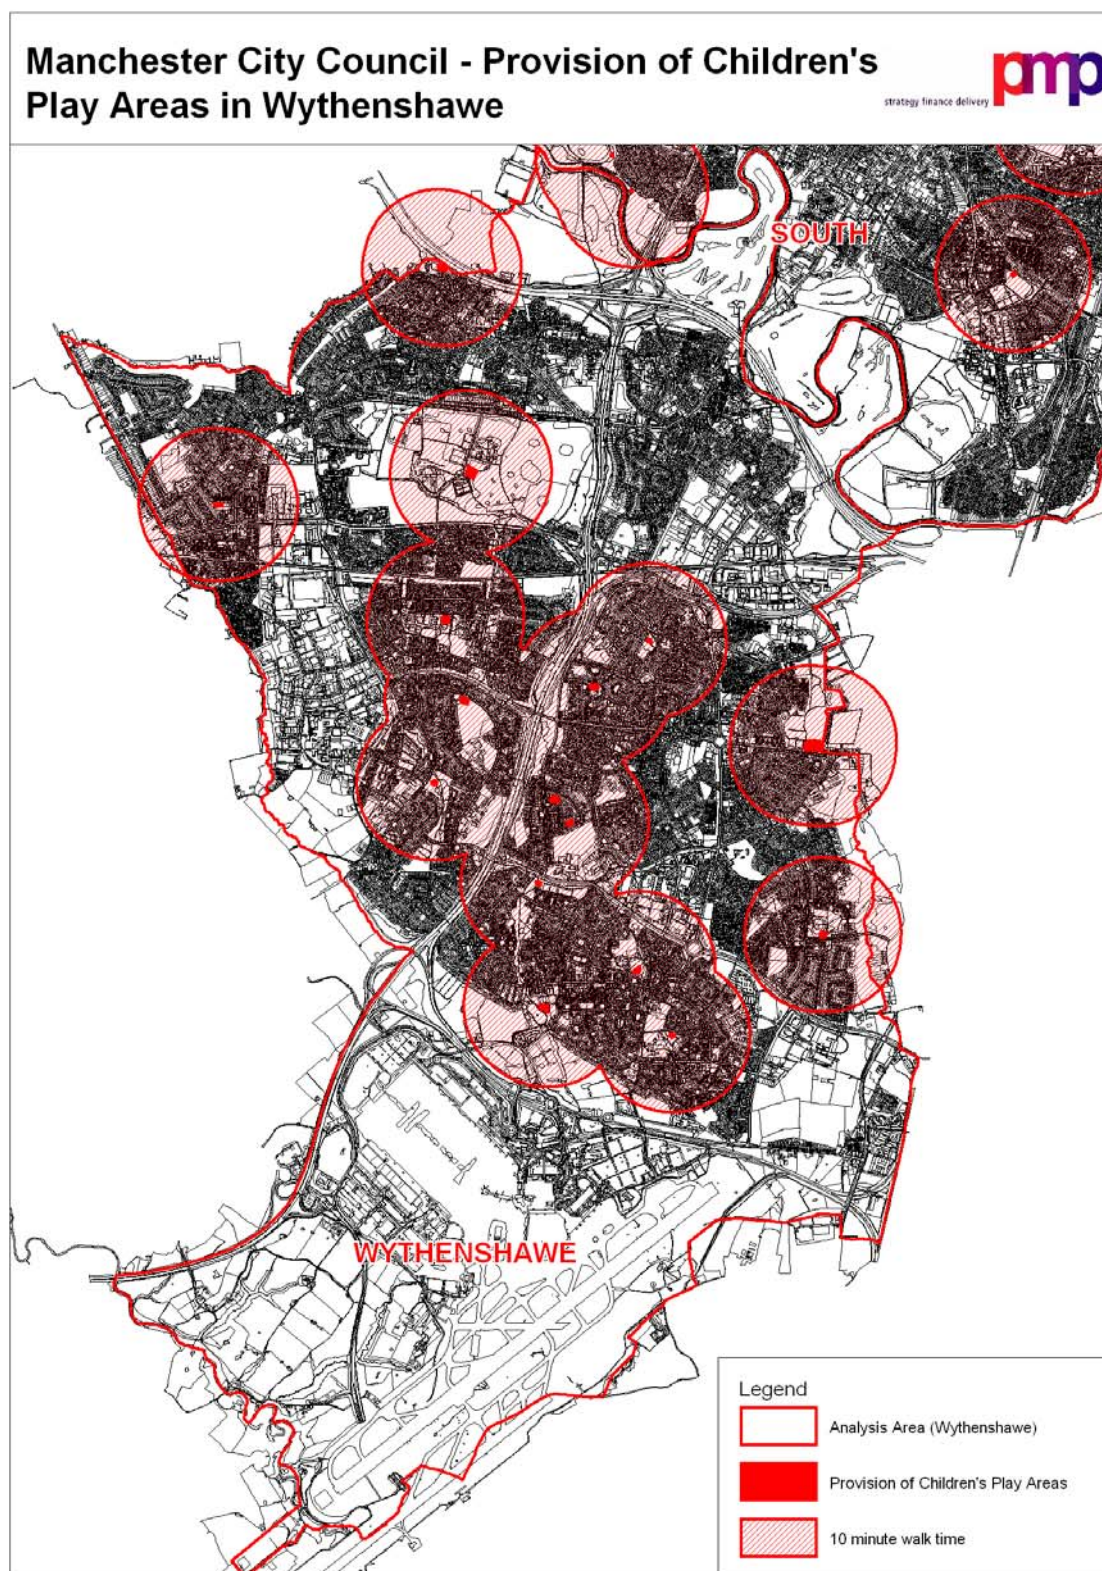 Manchester City Council - Provision of Children's
Play Areas in Wythenshawe
pmp
strategy finance delivery
SOUTH
WYTHENSHAWE
Legend
Analysis Area (Wythenshawe)
Provision of Children's Play Areas
10 minute walk time